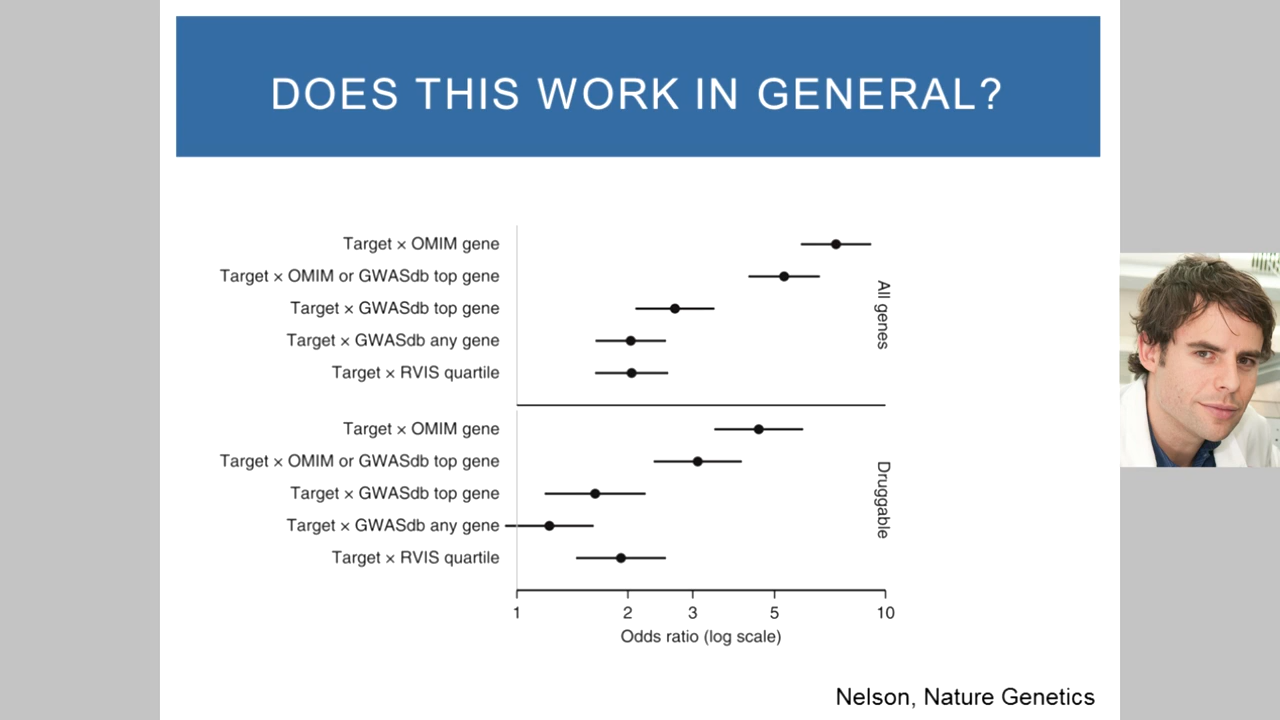 DOES THIS WORK IN GENERAL?
Target × OMIM gene
Target × OMIM or GWASdb top gene
Target × GWASdb top gene
Target × GWASdb any gene
Target × RVIS quartile
All genes
Target × OMIM gene
Target × OMIM or GWASdb top gene
Target × GWASdb top gene
Target × GWASdb any gene
Target × RVIS quartile
Druggable
1 2 3 5 10
Odds ratio (log scale)
Nelson, Nature Genetics